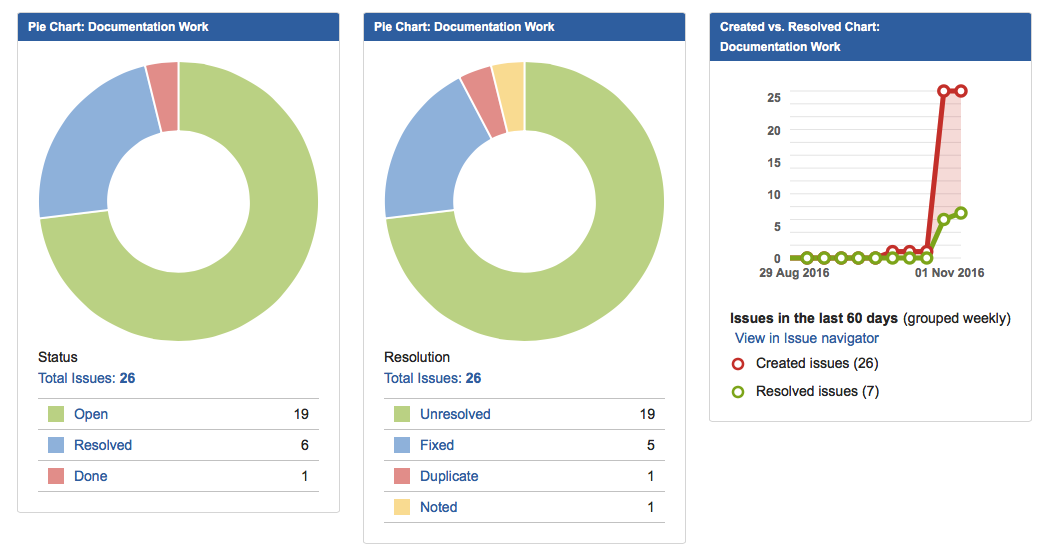 Pie Chart: Documentation Work
Status
Total Issues: 26
Open 19
Resolved 6
Done 1
Pie Chart: Documentation Work
Resolution
Total Issues: 26
Unresolved 19
Fixed 5
Duplicate 1
Noted 1
Created vs. Resolved Chart:
Documentation Work
25
20
15
10
5
0
29 Aug 2016 01 Nov 2016
Issues in the last 60 days (grouped weekly)
View in Issue navigator
Created issues (26)
Resolved issues (7)